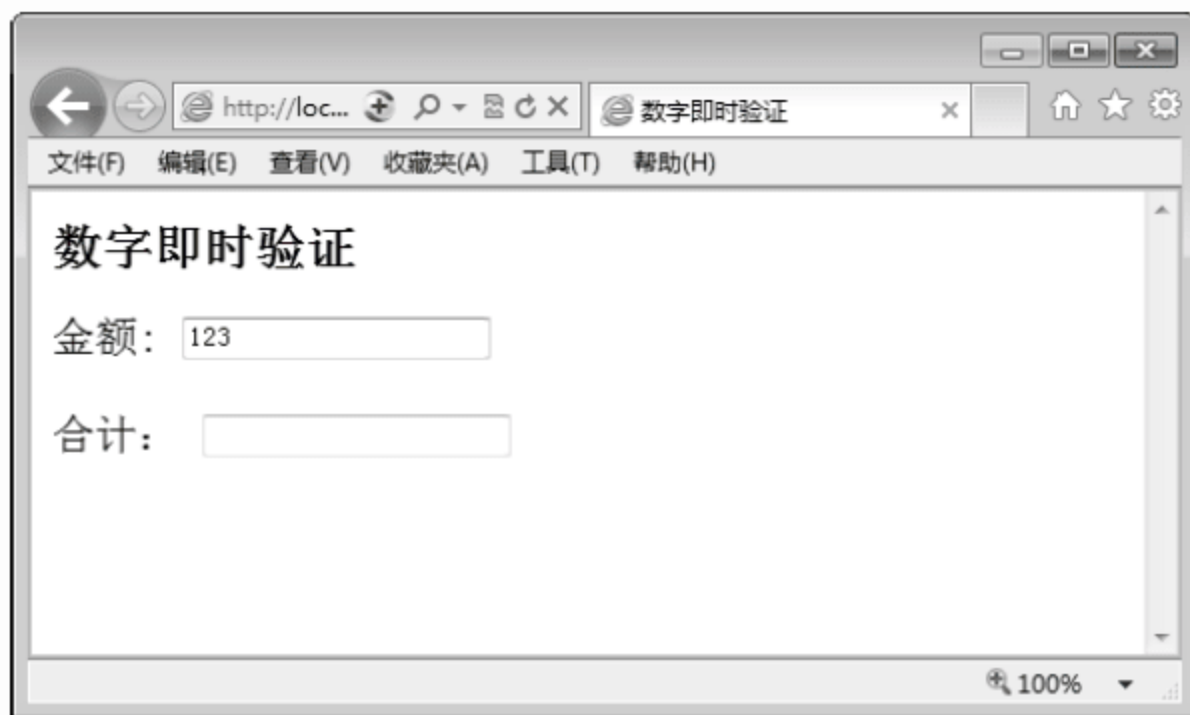 http://loc... 数字即时验证
文件(F) 编辑(E) 查看(V) 收藏夹(A) 工具(T) 帮助(H)
数字即时验证
金额: 123
合计：
100%